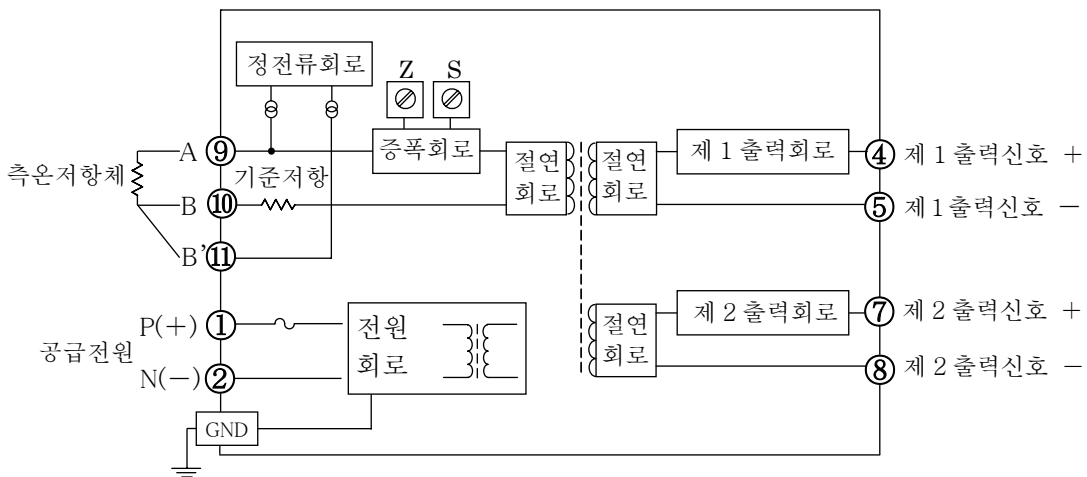 정전류회로
Z S
A ⑨ 증폭회로 절연회로 절연회로 제 1 출력회로 ④ 제 1 출력신호 +
측온저항체 기준저항
B ⑩ ⑤ 제 1 출력신호 −
B' ⑪
P(+) ① 전원회로 절연회로 제 2 출력회로 ⑦ 제 2 출력신호 +
공급전원
N(−) ② ⑧ 제 2 출력신호 −
GND